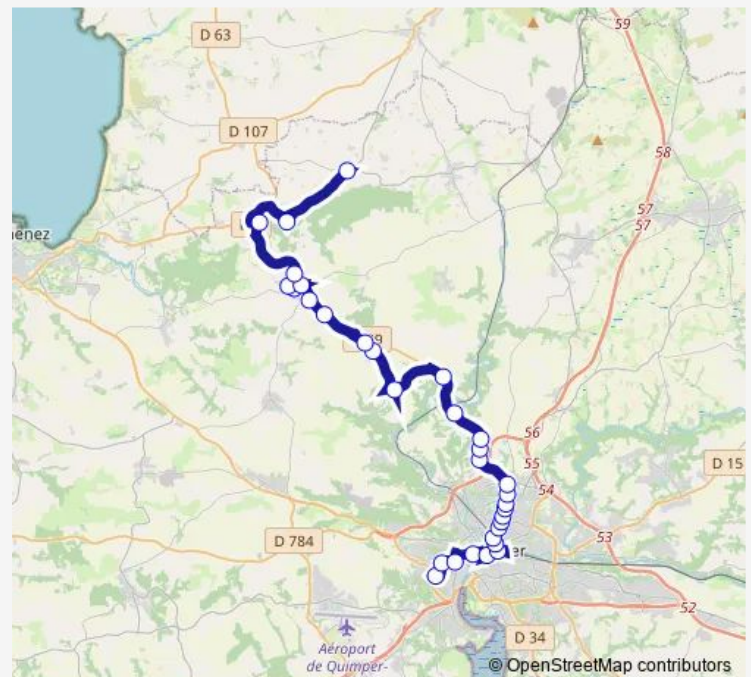 D 63
59
D 107
58
57
57
énez
56
55
54
D 15
D 784
53
er
52
D 34
Aéroport
de Quimper-
© OpenStreetMap contributors